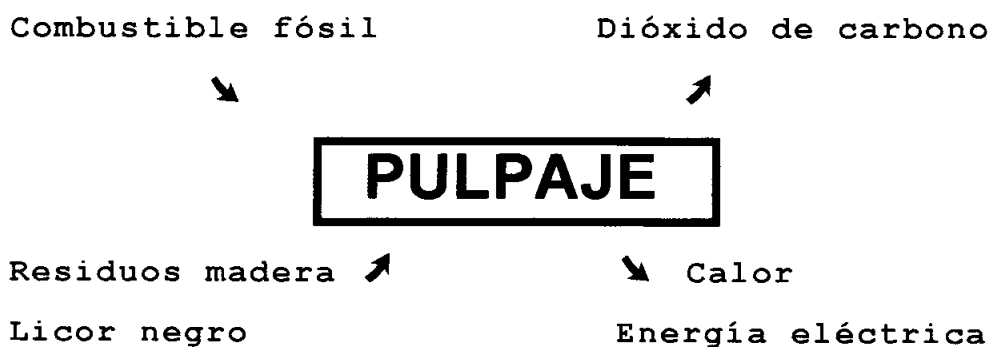 Combustible fósil Dióxido de carbono
PULPAJE
Residuos madera Calor
Licor negro Energía eléctrica